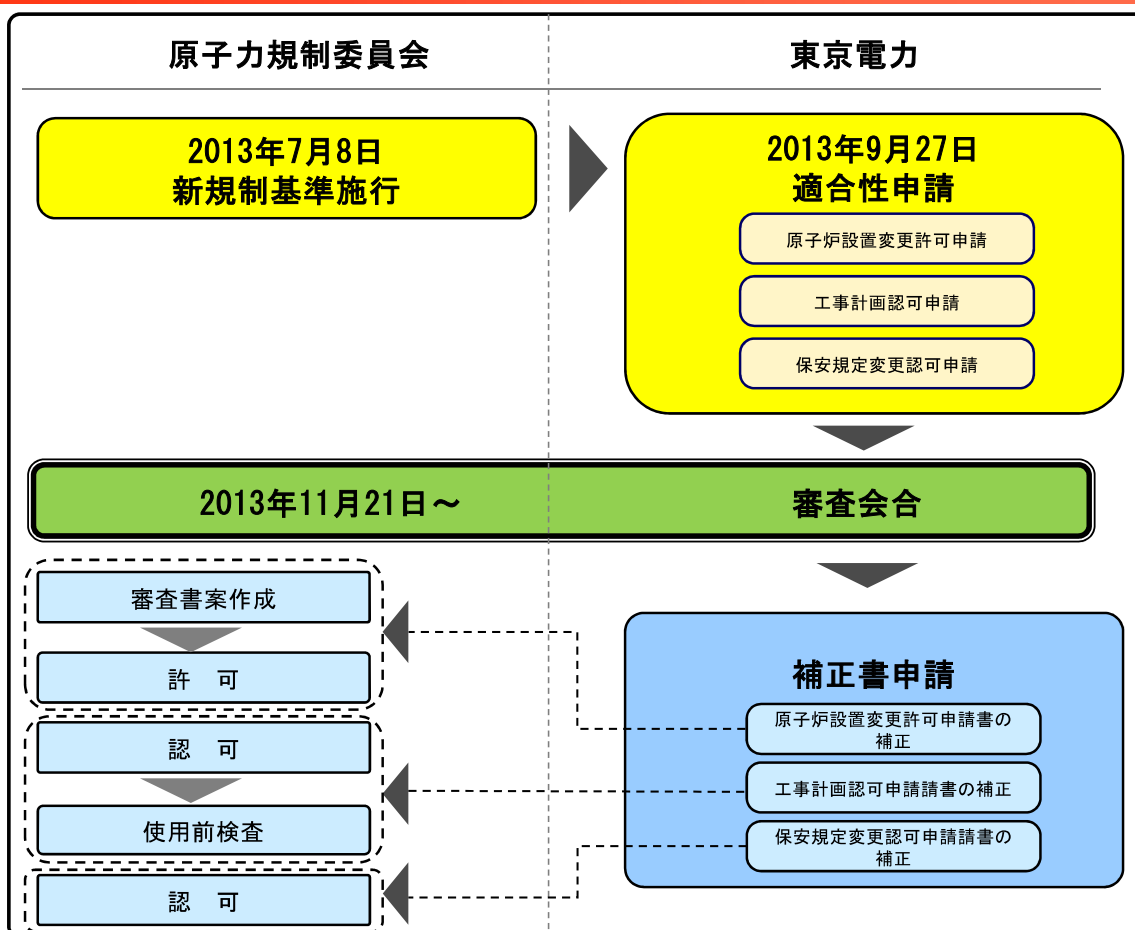 原子力規制委員会
東京電力
2013年7月8日
新規制基準施行
2013年9月27日
適合性申請
原子炉設置変更許可申請
工事計画認可申請
保安規定変更認可申請
2013年11月21日～
審査会合
審査書案作成
許　可
認　可
使用前検査
認　可
補正書申請
原子炉設置変更許可申請書の
補正
工事計画認可申請請書の補正
保安規定変更認可申請請書の
補正